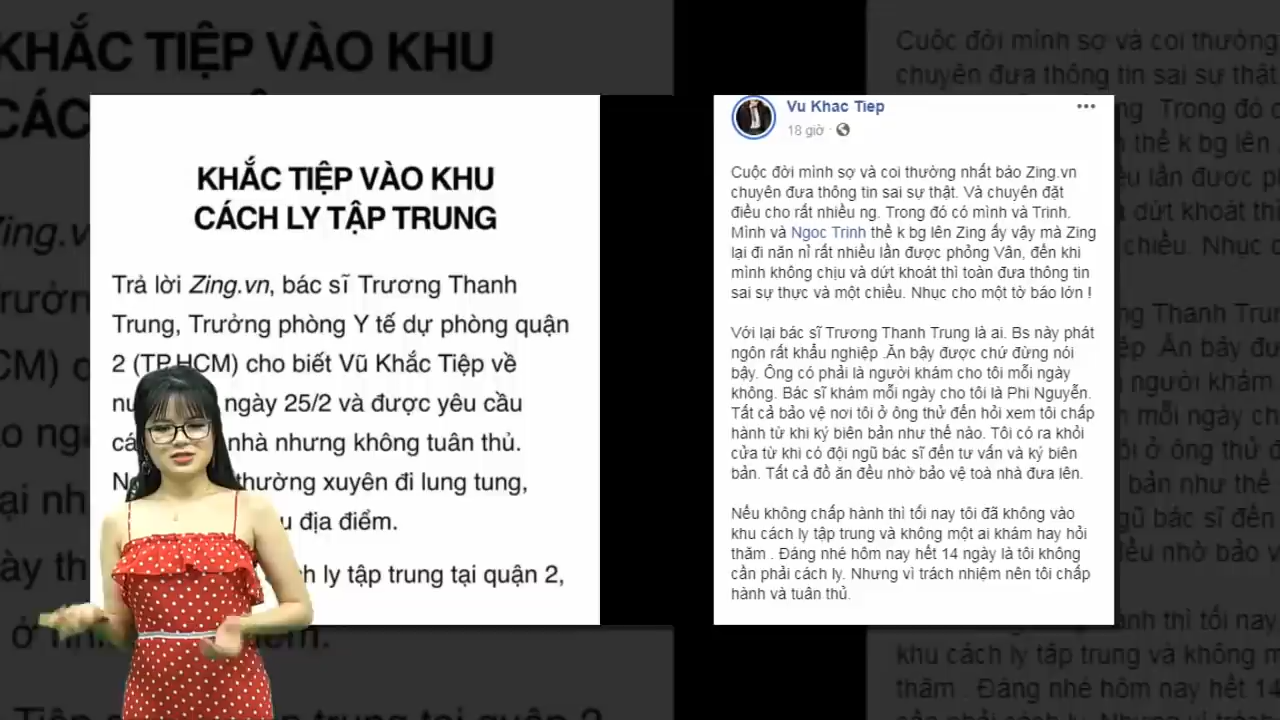 KHẮC TIỆP VÀO KHU
CÁCH LY TẬP TRUNG
Trả lời Zing.vn, bác sĩ Trương Thanh
Trung, Trưởng phòng Y tế dự phòng quận
2 (TP.HCM) cho biết Vũ Khắc Tiệp về
ngày 25/2 và được yêu cầu
nhà nhưng không tuân thủ.
thường xuyên đi lung tung,
địa điểm.
ly tập trung tại quận 2,
Vu Khac Tiep
18 giờ
Cuộc đời mình sợ và coi thường nhất báo Zing.vn
chuyên đưa thông tin sai sự thật. Và chuyên đặt
điều cho rất nhiều ng. Trong đó có mình và Trinh.
Mình và Ngoc Trinh thề k bg lên Zing ấy vậy mà Zing
lại đi năn nỉ rất nhiều lần được phỏng Vân, đến khi
mình không chịu và dứt khoát thì toàn đưa thông tin
sai sự thực và một chiều. Nhục cho một tờ báo lớn !
Với lại bác sĩ Trương Thanh Trung là ai. Bs này phát
ngôn rất khẩu nghiệp .Ăn bậy được chứ đừng nói
bậy. Ông có phải là người khám cho tôi mỗi ngày
không. Bác sĩ khám mỗi ngày cho tôi là Phi Nguyễn.
Tất cả bảo vệ nơi tôi ở ông thử đến hỏi xem tôi chấp
hành từ khi ký biên bản như thế nào. Tôi có ra khỏi
cửa từ khi có đội ngũ bác sĩ đến tư vấn và ký biên
bản. Tất cả đồ ăn đều nhờ bảo vệ toà nhà đưa lên.
Nếu không chấp hành thì tối nay tôi đã không vào
khu cách ly tập trung và không một ai khám hay hỏi
thăm . Đáng nhé hôm nay hết 14 ngày là tôi không
cần phải cách ly. Nhưng vì trách nhiệm nên tôi chấp
hành và tuân thủ.